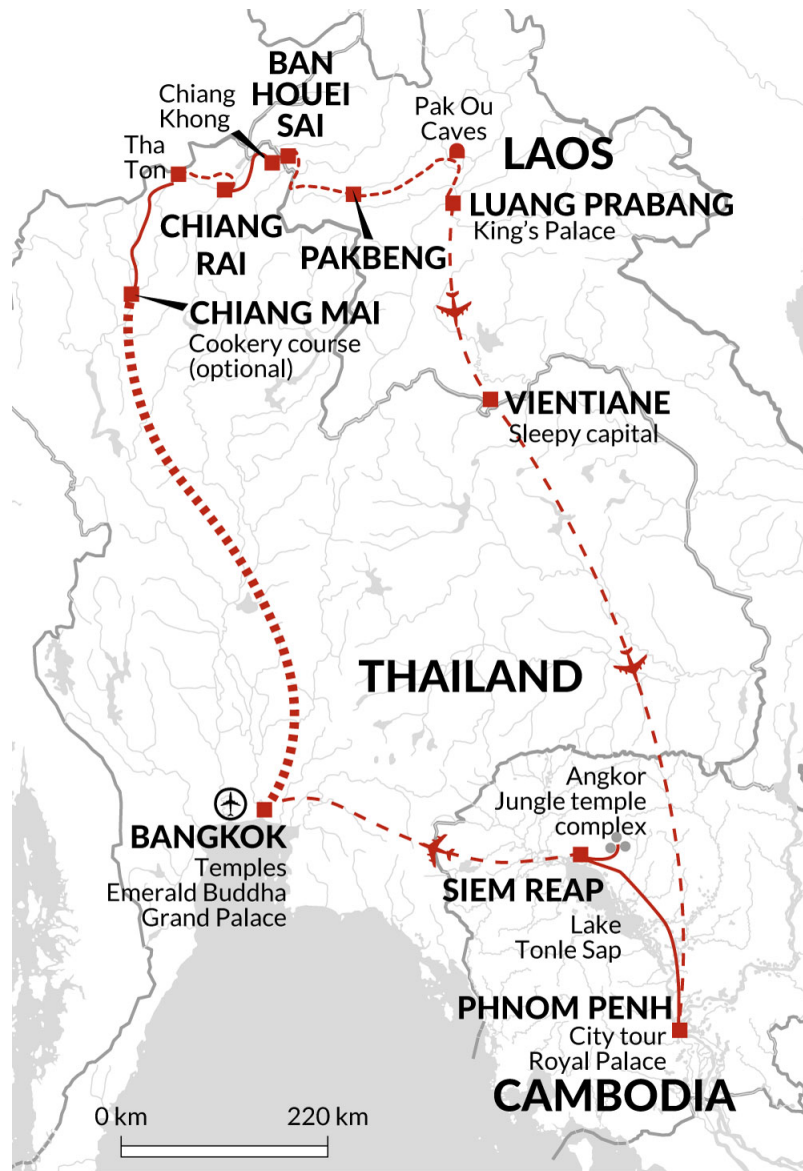 BAN
HOUEI
SAI
Chiang
Khong
Tha
Ton
Pak Ou
Caves
LAOS
CHIANG
RAI
PAKBENG
LUANG PRABANG
King's Palace
CHIANG MAI
Cookery course
(optional)
VIENTIANE
Sleepy capital
THAILAND
BANGKOK
Temples
Emerald Buddha
Grand Palace
Angkor
Jungle temple
complex
SIEM REAP
Lake
Tonle Sap
PHNOM PENH
City tour
Royal Palace
CAMBODIA
0 km
220 km